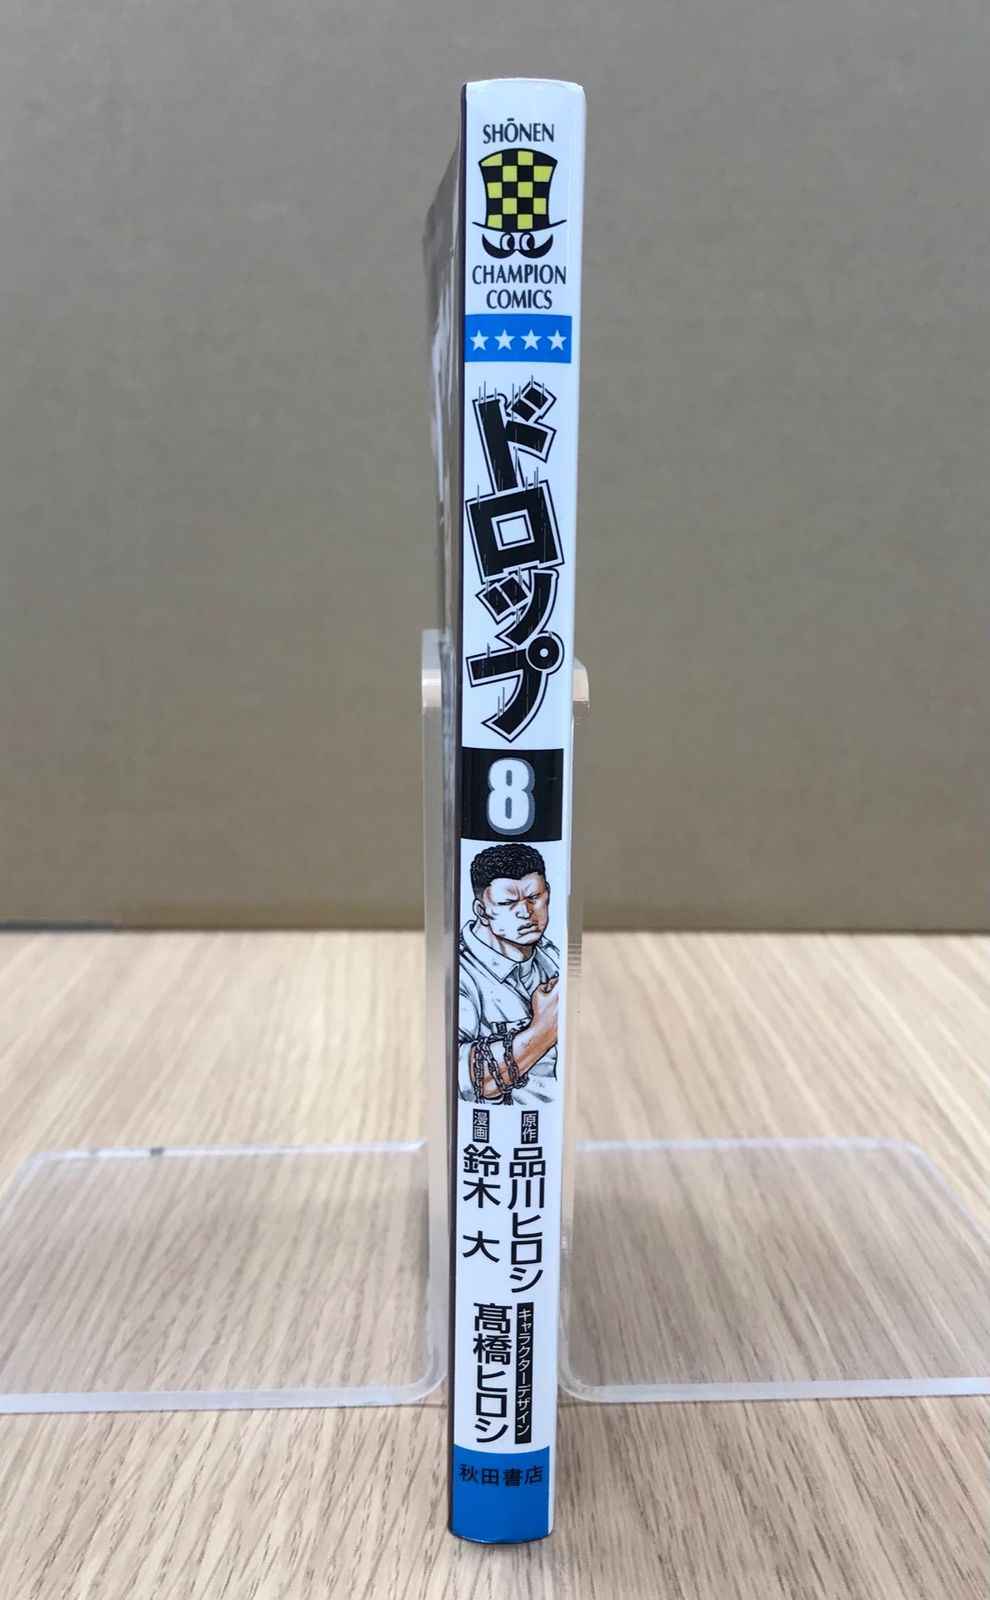 SHŌNEN
CHAMPION
COMICS
ドロップ
8
原作
品川ヒロシ
漫画
鈴木 大
キャラクターデザイン
髙橋ヒロシ
秋田書店